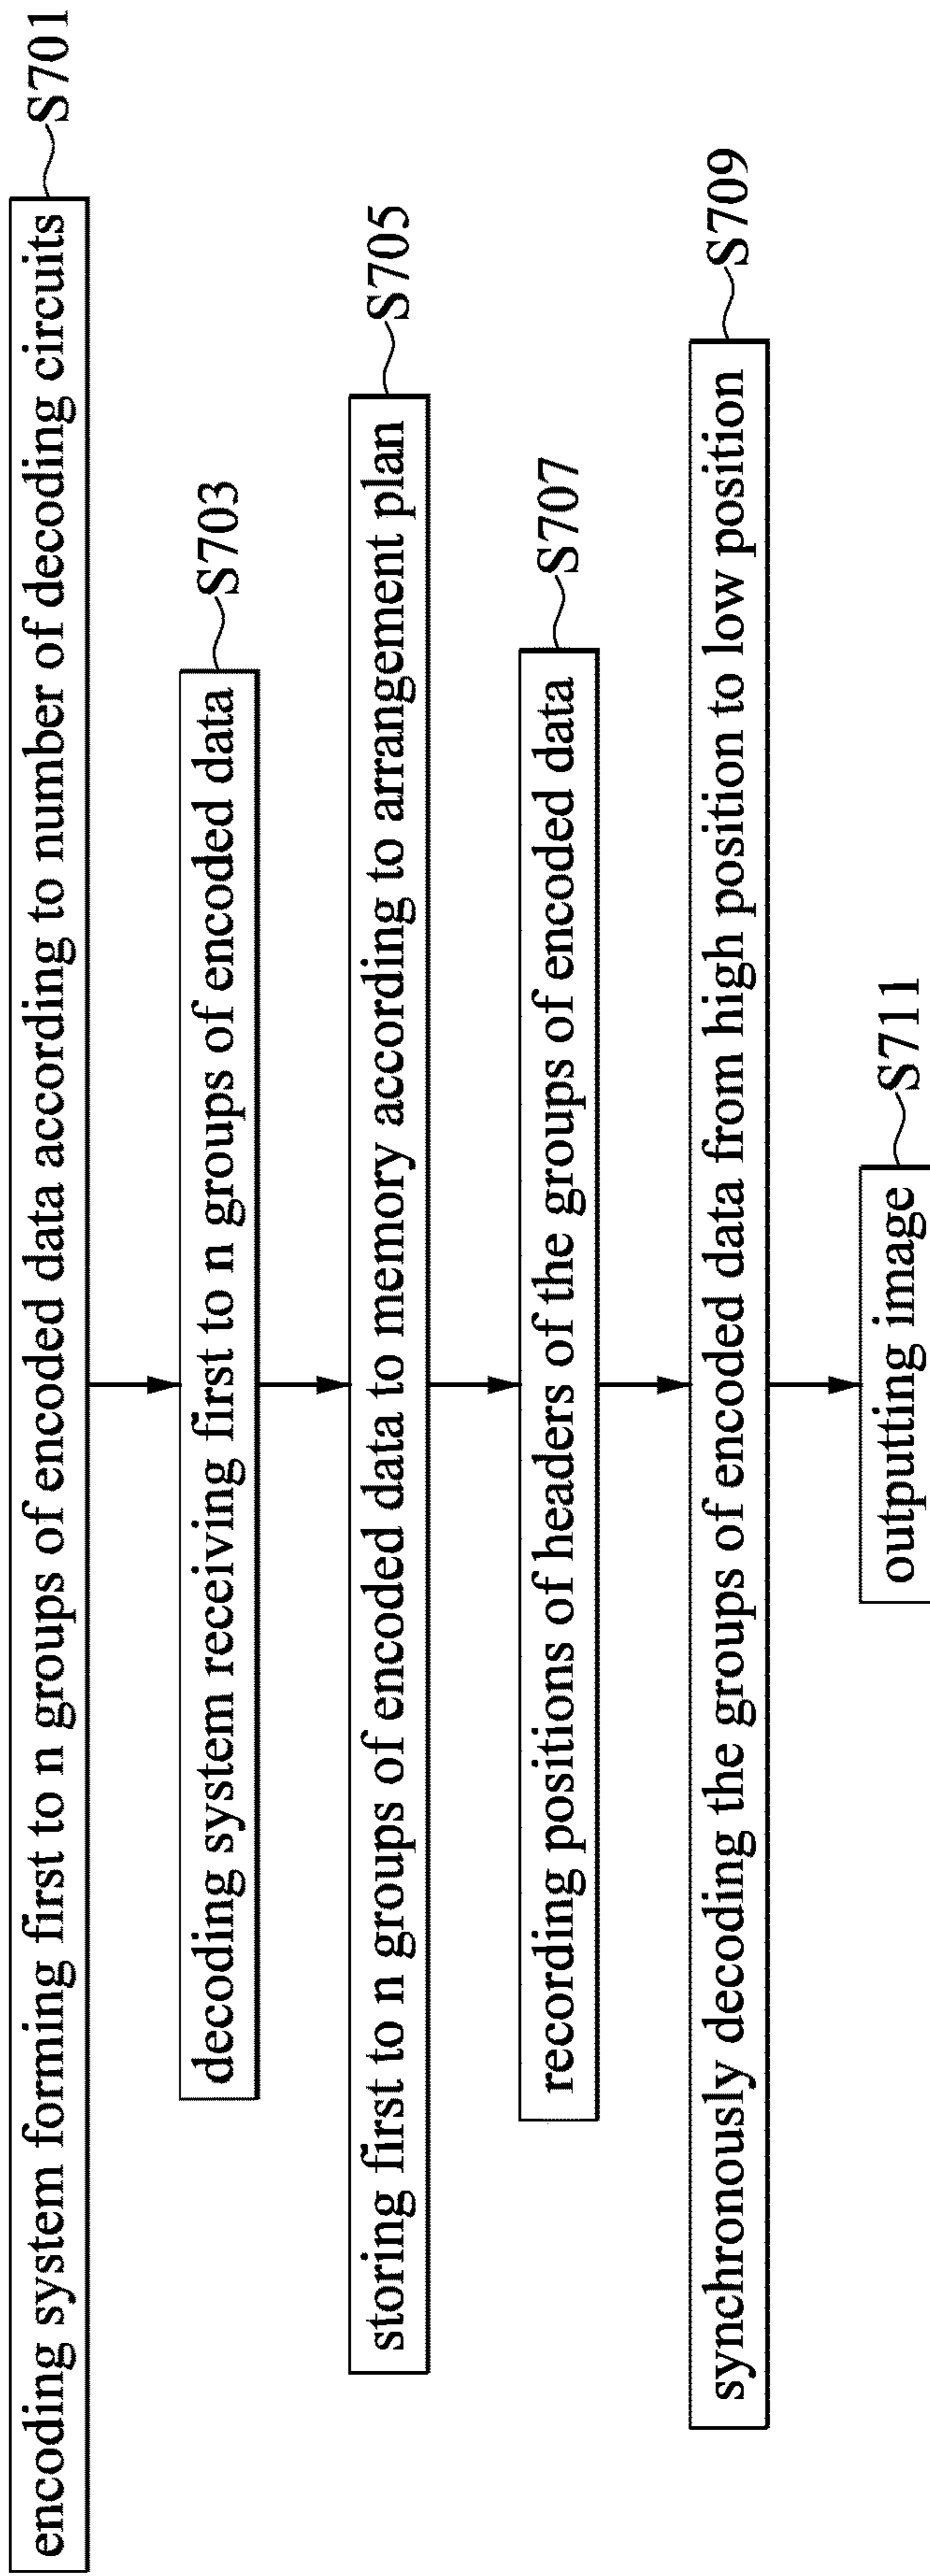 encoding system forming first to n groups of encoded data according to number of decoding circuits
S701
decoding system receiving first to n groups of encoded data
S703
storing first to n groups of encoded data to memory according to arrangement plan
S705
recording positions of headers of the groups of encoded data
S707
synchronously decoding the groups of encoded data from high position to low position
S709
outputting image
S711